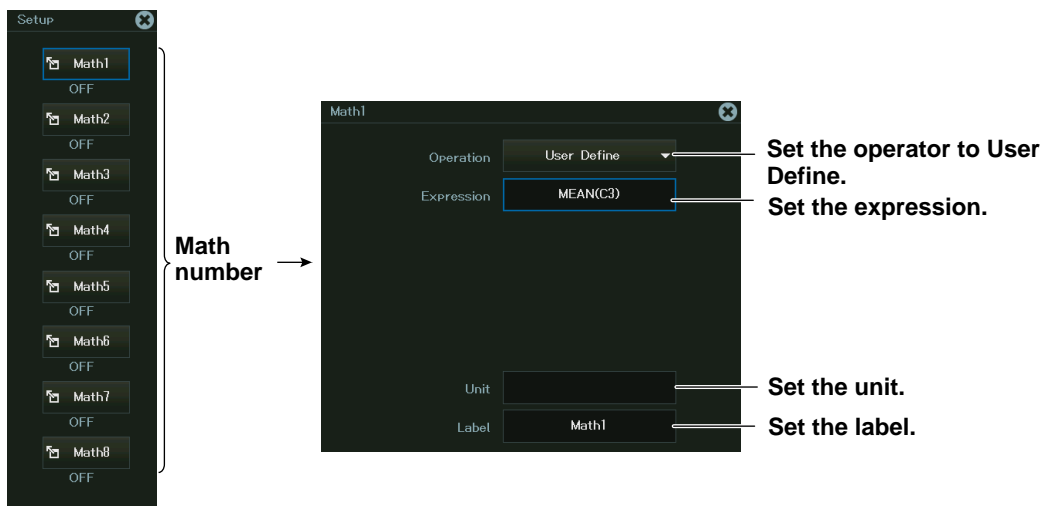 Setup
Math1
OFF
Math2
OFF
Math3
OFF
Math4
OFF
Math5
OFF
Math6
OFF
Math7
OFF
Math8
OFF
Math
number
Math1
Operation
User Define
Expression
MEAN(C3)
Unit
Label
Math1
Set the operator to User
Define.
Set the expression.
Set the unit.
Set the label.